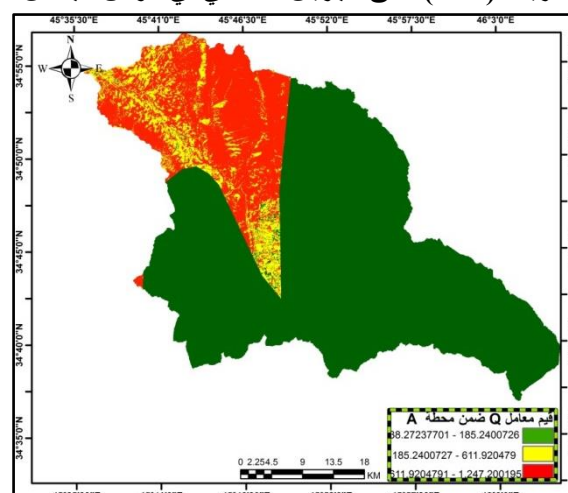 45°35'30"E 45°41'0"E 45°46'30"E 45°52'0"E 45°57'30"E 46°3'0"E
N
W E
S
34°55'0"N
34°50'0"N
34°45'0"N
34°40'0"N
34°35'0"N
قيم معامل Q ضمن محطة A
38.27237701 - 185.2400726
185.2400727 - 611.920479
611.9204791 - 1,247.200195
0 2.25 4.5 9 13.5 18
KM